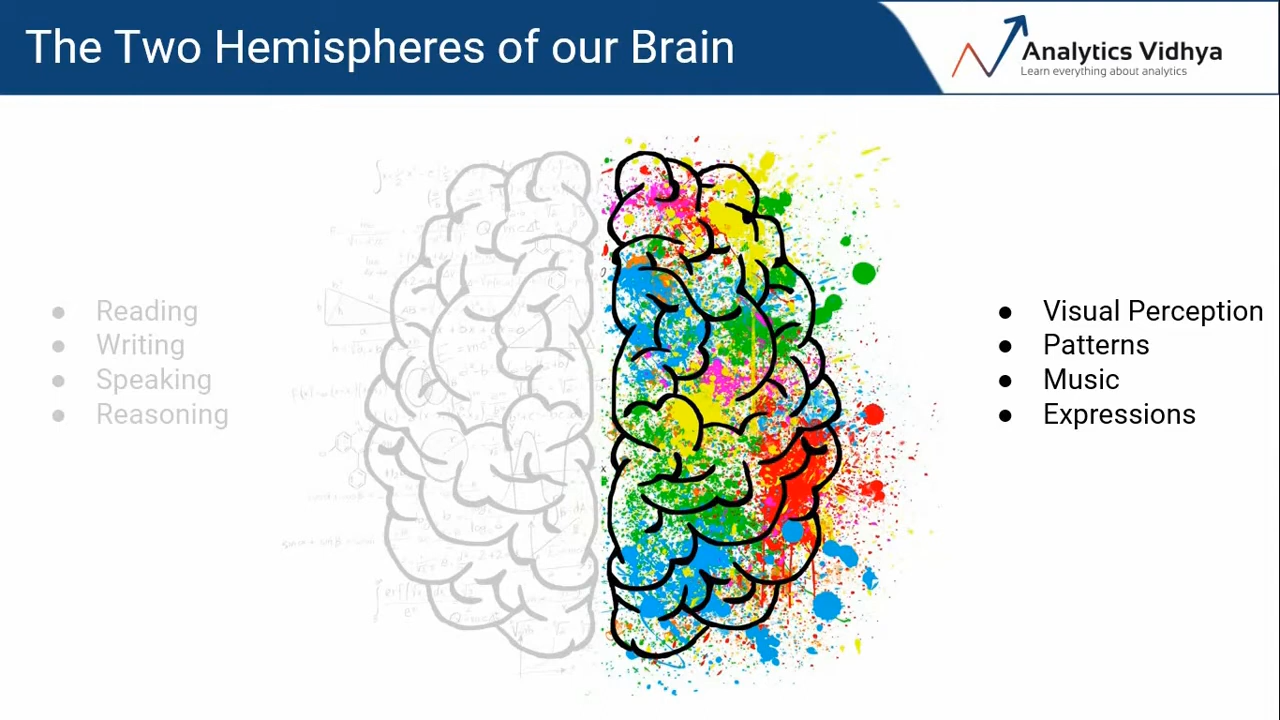 The Two Hemispheres of our Brain
Analytics Vidhya
Learn everything about analytics
● Reading
● Writing
● Speaking
● Reasoning
● Visual Perception
● Patterns
● Music
● Expressions